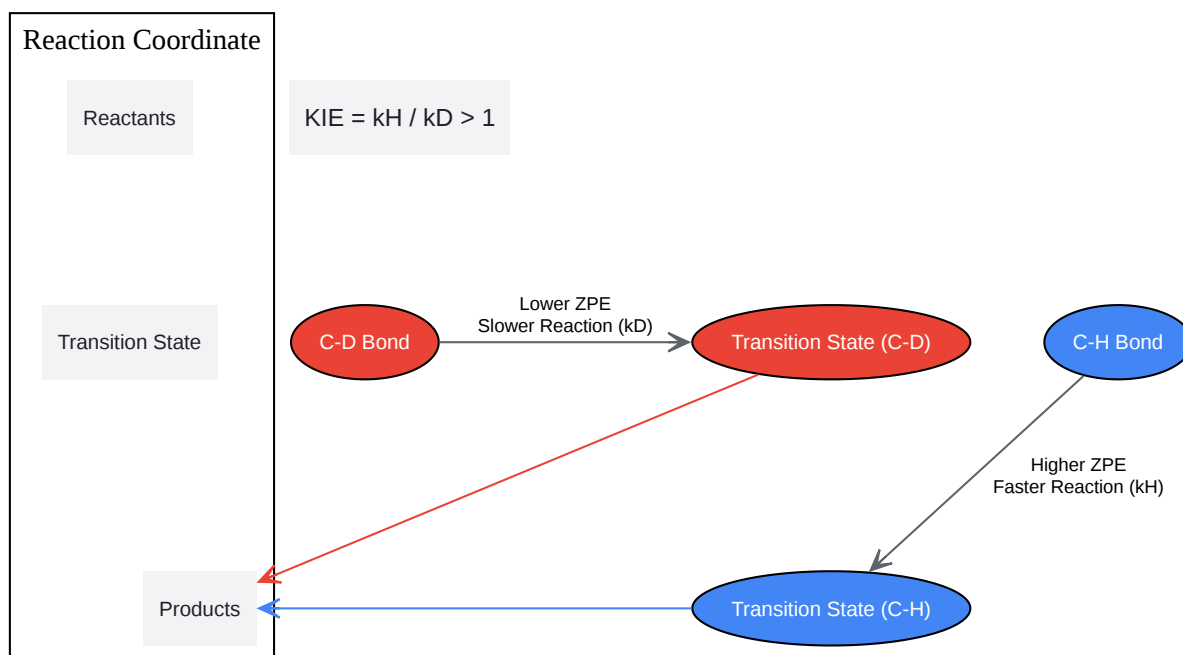 Reaction Coordinate
Reactants
KIE = kH / kD > 1
Transition State
C-D Bond
Lower ZPE
Slower Reaction (kD)
Transition State (C-D)
C-H Bond
Higher ZPE
Faster Reaction (kH)
Products
Transition State (C-H)